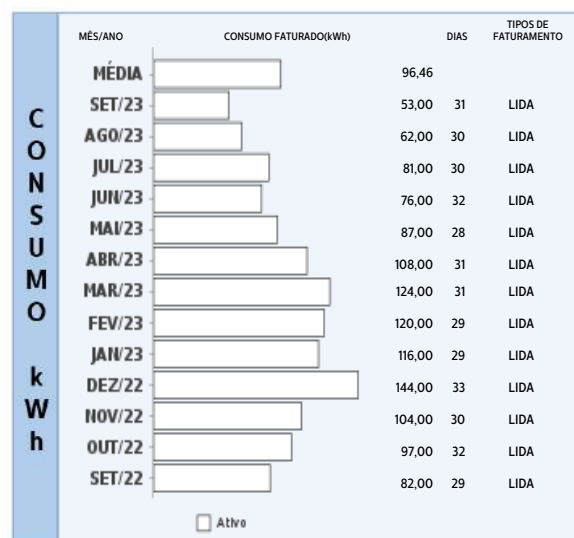 CONSUMO kWh
MÊS/ANO CONSUMO FATURADO(kWh) DIAS TIPOS DE FATURAMENTO
MÉDIA 96,46
SET/23 53,00 31 LIDA
AGO/23 62,00 30 LIDA
JUL/23 81,00 30 LIDA
JUN/23 76,00 32 LIDA
MAI/23 87,00 28 LIDA
ABR/23 108,00 31 LIDA
MAR/23 124,00 31 LIDA
FEV/23 120,00 29 LIDA
JAN/23 116,00 29 LIDA
DEZ/22 144,00 33 LIDA
NOV/22 104,00 30 LIDA
OUT/22 97,00 32 LIDA
SET/22 82,00 29 LIDA
Ativo